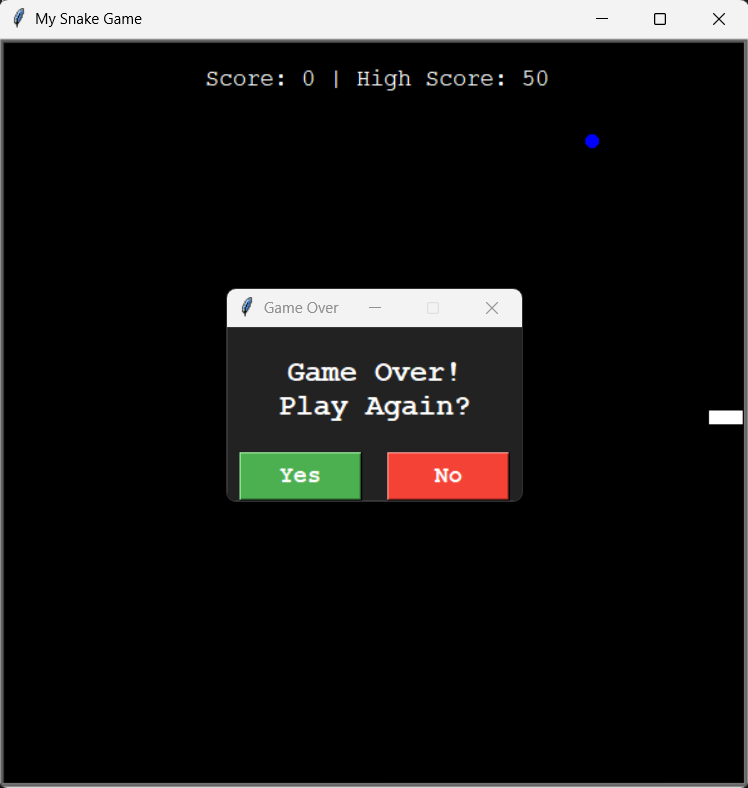 My Snake Game
Score: 0 | High Score: 50
Game Over
Game Over!
Play Again?
Yes
No